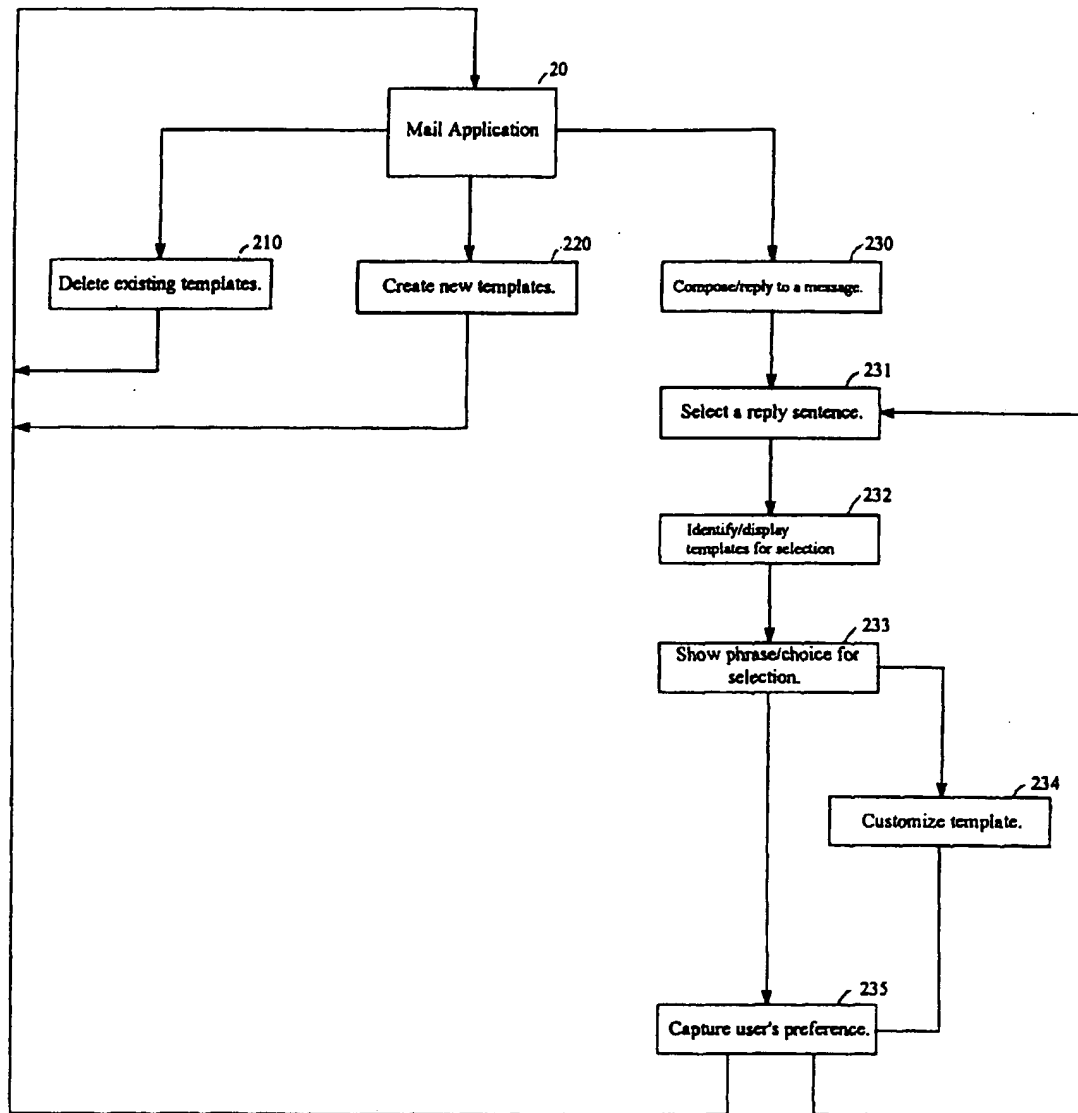 20
Mail Application
210
Delete existing templates.
220
Create new templates.
230
Compose/reply to a message.
231
Select a reply sentence.
232
Identify/display
templates for selection
233
Show phrase/choice for
selection.
234
Customize template.
235
Capture user's preference.